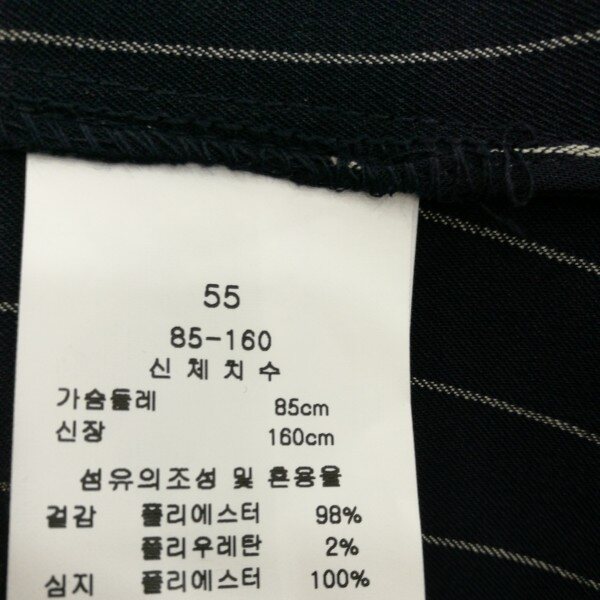 55
85-160
신 체 치 수
가슴둘레 85cm
신장 160cm
섬유의조성 및 혼용율
겉감 폴리에스터 98%
폴리우레탄 2%
심지 폴리에스터 100%